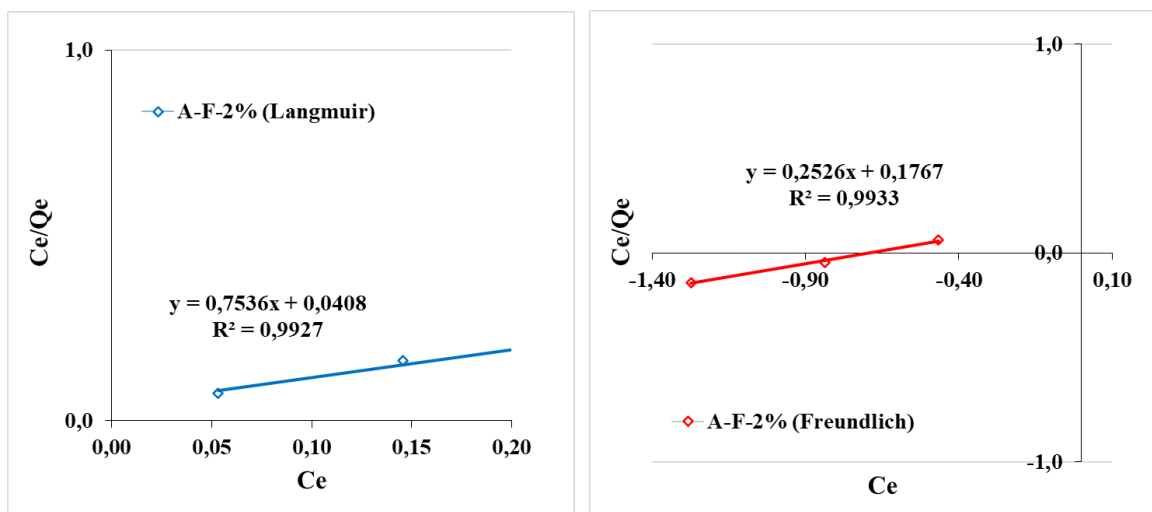 1,0
A-F-2% (Langmuir)
Ce/Qe
y = 0,7536x + 0,0408
R² = 0,9927
0,0
0,00 0,05 0,10 0,15 0,20
Ce
1,0
y = 0,2526x + 0,1767
R² = 0,9933
Ce/Qe
0,0
-1,40 -0,90 -0,40 0,10
A-F-2% (Freundlich)
-1,0
Ce